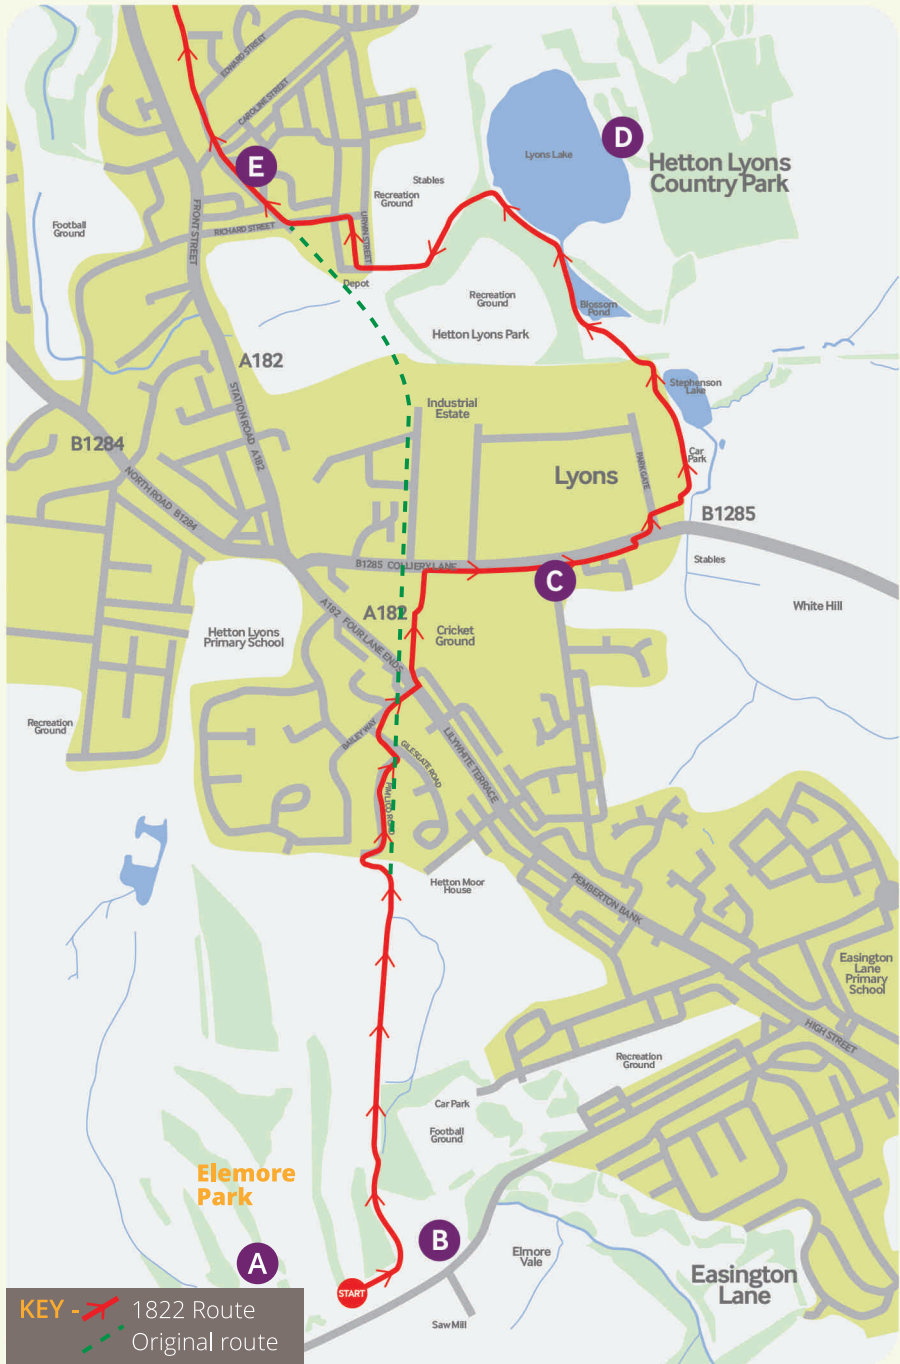 EDWARD STREET
CAROLINE STREET
E
D
Lyons Lake
Hetton Lyons
Country Park
Stables
Recreation
Ground
Football
Ground
FRONT STREET
RICHARD STREET
URWIN STREET
Depot
Recreation
Ground
Blossom
Pond
Hetton Lyons Park
A182
STATION ROAD A182
Stephenson
Lake
Industrial
Estate
B1284
NORTH ROAD B1284
Lyons
PARK GATE
Car
Park
B1285
B1285 COLLIERY LANE
Stables
C
White Hill
A182
A182 FOUR LANE ENDS
Hetton Lyons
Primary School
Cricket
Ground
Recreation
Ground
BAILEY WAY
GILESGATE ROAD
LILYWHITE TERRACE
PIMLICO ROAD
Hetton Moor
House
PEMBERTON BANK
Easington
Lane
Primary
School
HIGH STREET
Recreation
Ground
Car Park
Football
Ground
Elemore
Park
B
A
Elmore
Vale
Easington
Lane
START
Saw Mill
KEY - 1822 Route
Original route